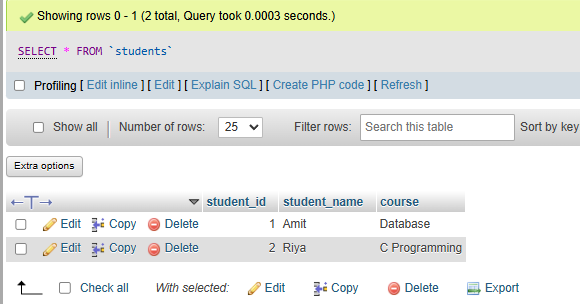 Showing rows 0 - 1 (2 total, Query took 0.0003 seconds.)
SELECT * FROM `students`
Profiling [ Edit inline ] [ Edit ] [ Explain SQL ] [ Create PHP code ] [ Refresh ]
Show all | Number of rows: 25 Filter rows: Search this table Sort by key
Extra options
student_id student_name course
Edit Copy Delete 1 Amit Database
Edit Copy Delete 2 Riya C Programming
Check all With selected: Edit Copy Delete Export